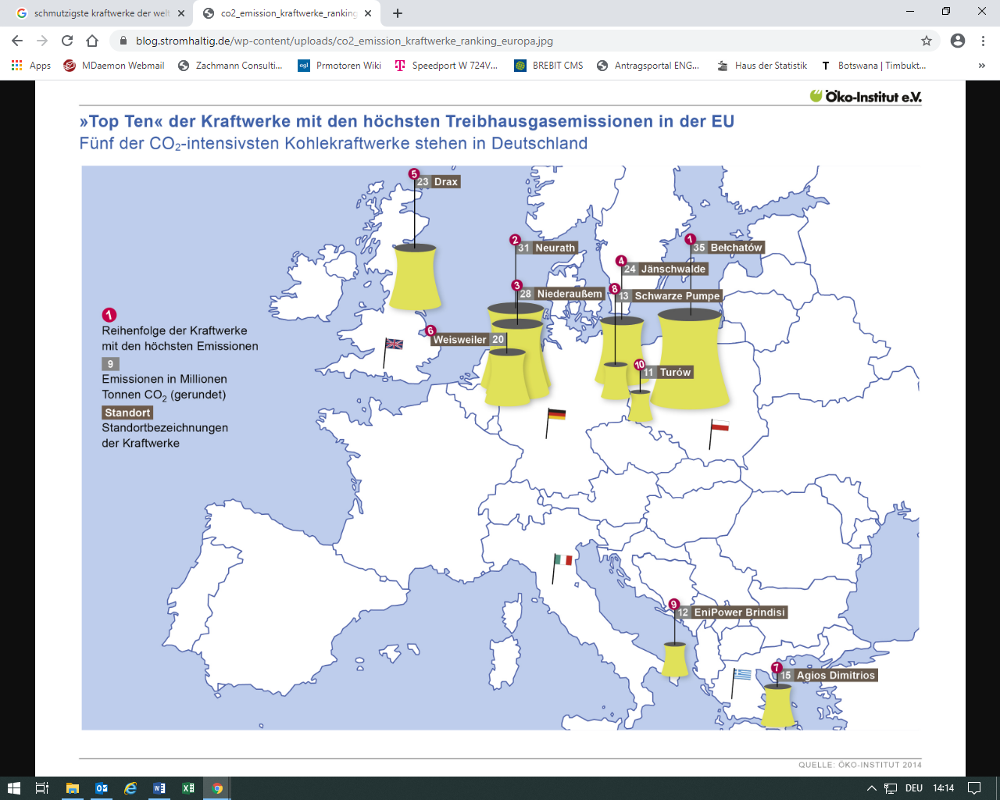 schmutzigste kraftwerke der welt
co2_emission_kraftwerke_ranking
blog.stromhaltig.de/wp-content/uploads/co2_emission_kraftwerke_ranking_europa.jpg
Apps
MDaemon Webmail
Zachmann Consulti...
agl
Prmotoren Wiki
Speedport W 724V...
BREBIT CMS
Antragsportal ENG...
Haus der Statistik
Botswana | Timbukt...
»
Öko-Institut e.V.
»Top Ten« der Kraftwerke mit den höchsten Treibhausgasemissionen in der EU
Fünf der CO₂-intensivsten Kohlekraftwerke stehen in Deutschland
5
23 Drax
2
31 Neurath
1
35 Bełchatów
4
24 Jänschwalde
3
28 Niederaußem
8
13 Schwarze Pumpe
6
Weisweiler 20
10
11 Turów
1
Reihenfolge der Kraftwerke
mit den höchsten Emissionen
9
Emissionen in Millionen
Tonnen CO₂ (gerundet)
Standort
Standortbezeichnungen
der Kraftwerke
9
12 EniPower Brindisi
7
15 Agios Dimitrios
QUELLE: ÖKO-INSTITUT 2014
DEU
14:14